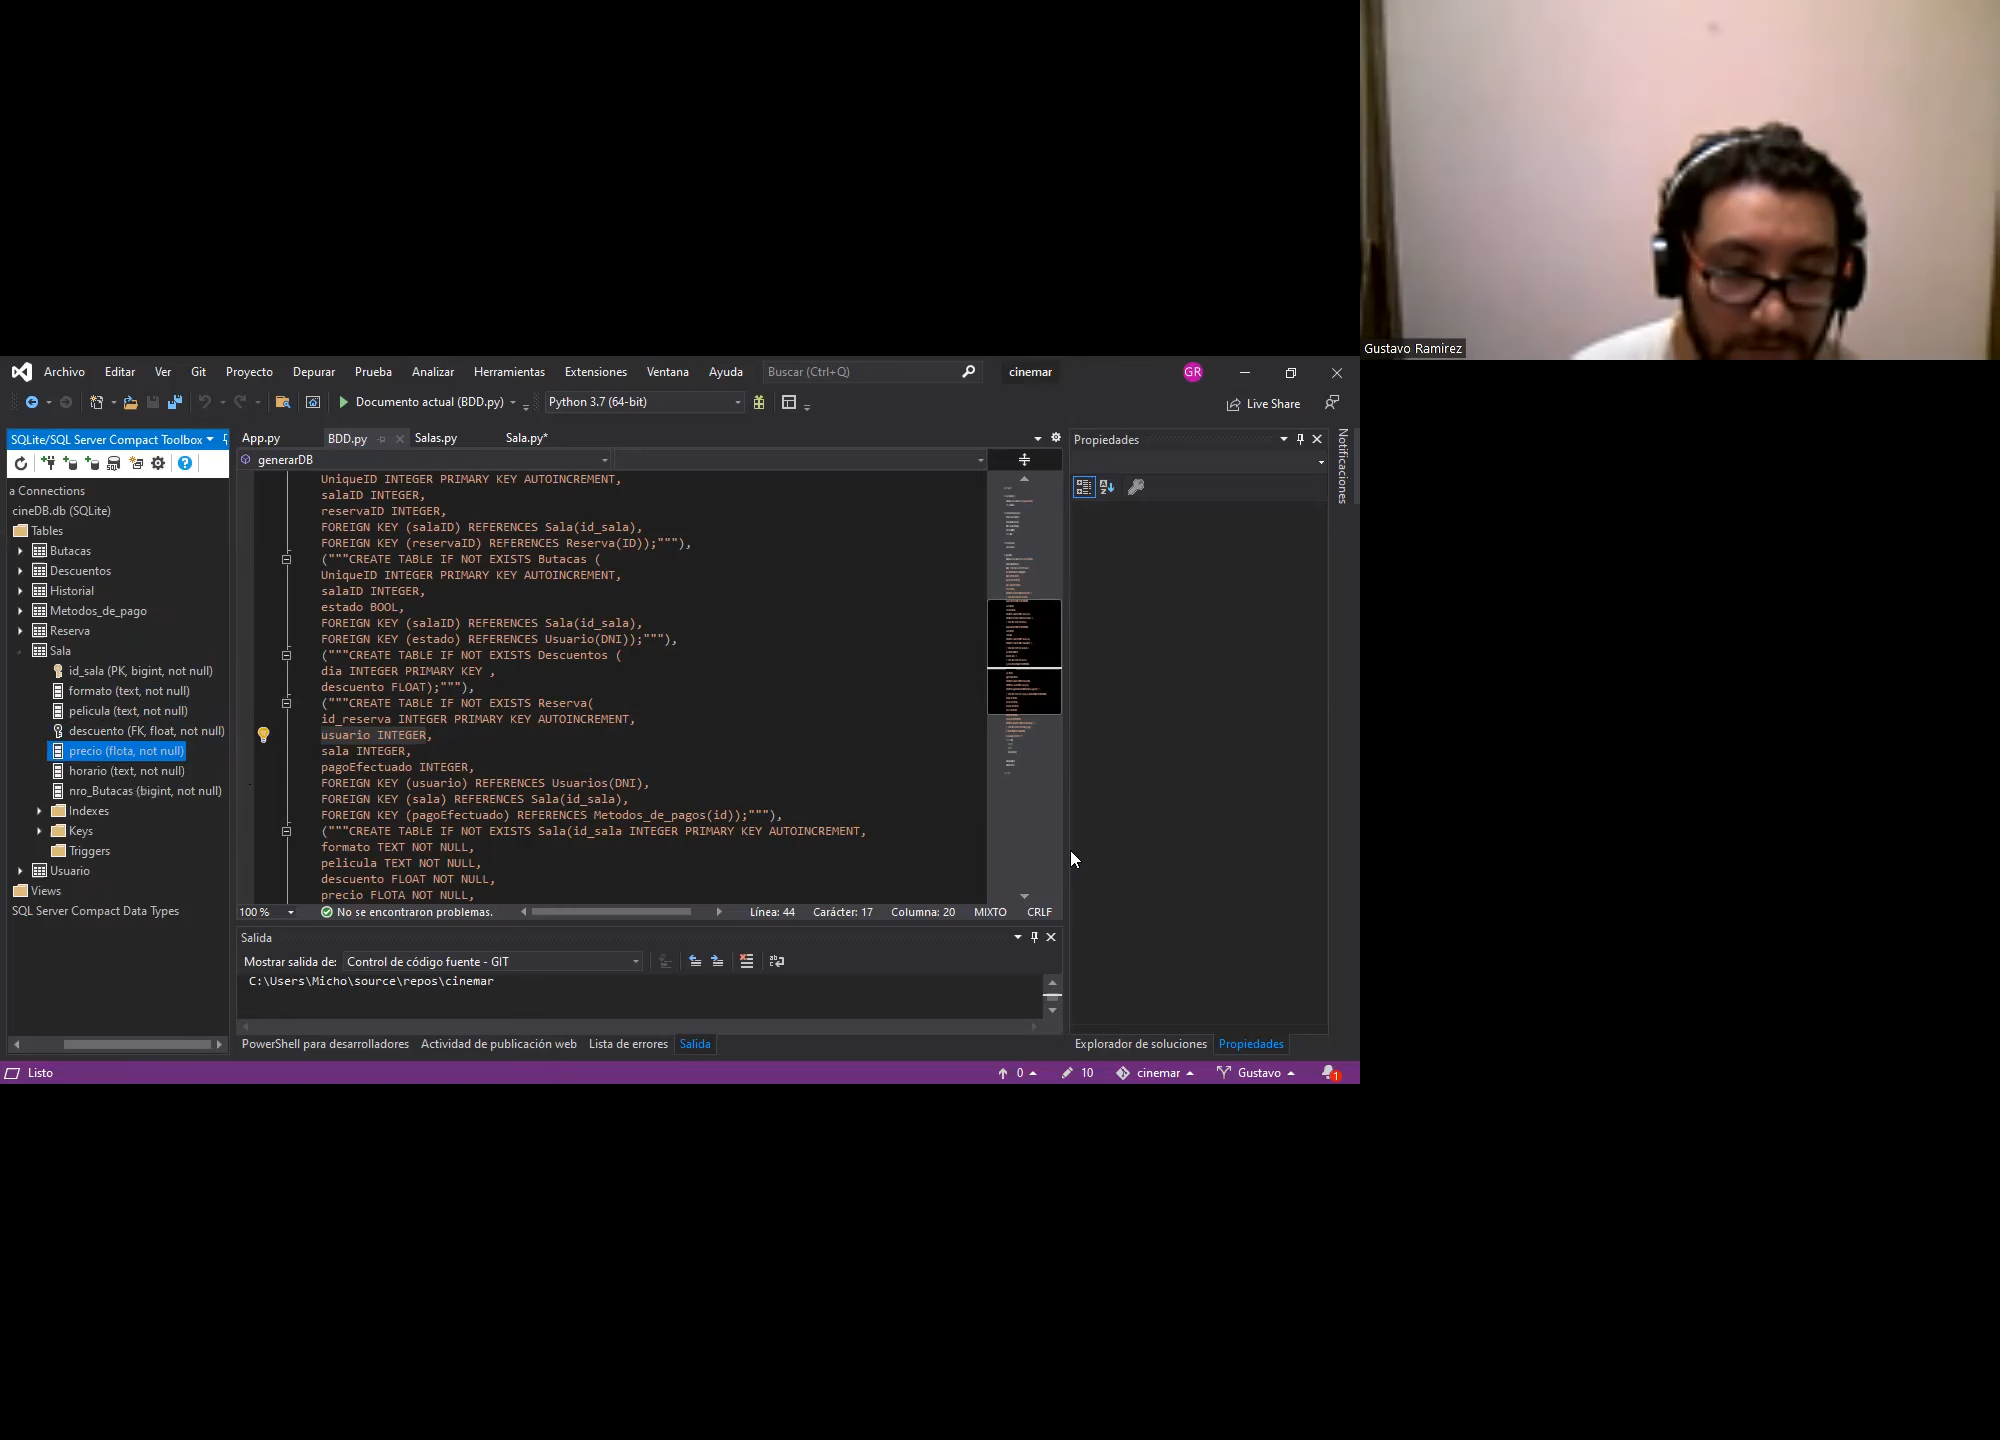 Gustavo Ramirez
Archivo Editar Ver Git Proyecto Depurar Prueba Analizar Herramientas Extensiones Ventana Ayuda Buscar (Ctrl+Q) cinemar GR
Documento actual (BDD.py) Python 3.7 (64-bit) Live Share
SQLite/SQL Server Compact Toolbox
a Connections
cineDB.db (SQLite)
Tables
Butacas
Descuentos
Historial
Metodos_de_pago
Reserva
Sala
id_sala (PK, bigint, not null)
formato (text, not null)
pelicula (text, not null)
descuento (FK, float, not null)
precio (flota, not null)
horario (text, not null)
nro_Butacas (bigint, not null)
Indexes
Keys
Triggers
Usuario
Views
SQL Server Compact Data Types
App.py BDD.py Salas.py Sala.py*
generarDB
UniqueID INTEGER PRIMARY KEY AUTOINCREMENT,
salaID INTEGER,
reservaID INTEGER,
FOREIGN KEY (salaID) REFERENCES Sala(id_sala),
FOREIGN KEY (reservaID) REFERENCES Reserva(ID));"""),
("""CREATE TABLE IF NOT EXISTS Butacas (
UniqueID INTEGER PRIMARY KEY AUTOINCREMENT,
salaID INTEGER,
estado BOOL,
FOREIGN KEY (salaID) REFERENCES Sala(id_sala),
FOREIGN KEY (estado) REFERENCES Usuario(DNI));"""),
("""CREATE TABLE IF NOT EXISTS Descuentos (
dia INTEGER PRIMARY KEY ,
descuento FLOAT);"""),
("""CREATE TABLE IF NOT EXISTS Reserva(
id_reserva INTEGER PRIMARY KEY AUTOINCREMENT,
usuario INTEGER,
sala INTEGER,
pagoEfectuado INTEGER,
FOREIGN KEY (usuario) REFERENCES Usuarios(DNI),
FOREIGN KEY (sala) REFERENCES Sala(id_sala),
FOREIGN KEY (pagoEfectuado) REFERENCES Metodos_de_pagos(id));"""),
("""CREATE TABLE IF NOT EXISTS Sala(id_sala INTEGER PRIMARY KEY AUTOINCREMENT,
formato TEXT NOT NULL,
pelicula TEXT NOT NULL,
descuento FLOAT NOT NULL,
precio FLOTA NOT NULL,
100 % No se encontraron problemas. Línea: 44 Carácter: 17 Columna: 20 MIXTO CRLF
Salida
Mostrar salida de: Control de código fuente - GIT
C:\Users\Micho\source\repos\cinemar
PowerShell para desarrolladores Actividad de publicación web Lista de errores Salida
Propiedades
Notificaciones
Explorador de soluciones Propiedades
Listo 0 10 cinemar Gustavo 1